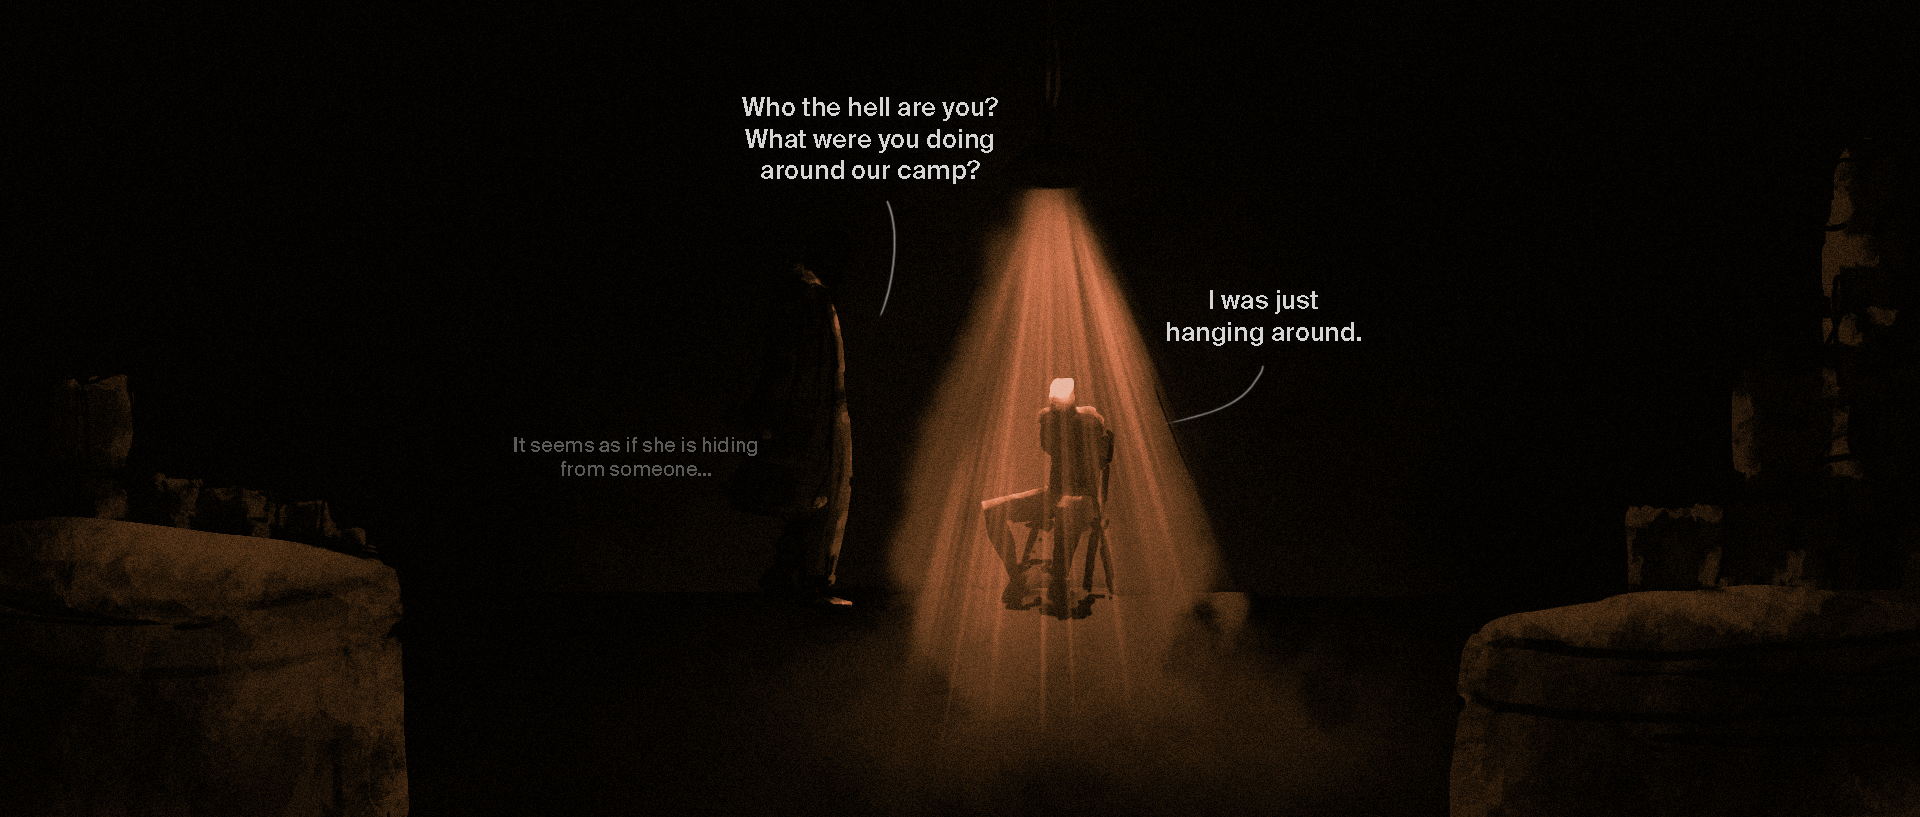 Who the hell are you?
What were you doing
around our camp?
I was just
hanging around.
It seems as if she is hiding
from someone...